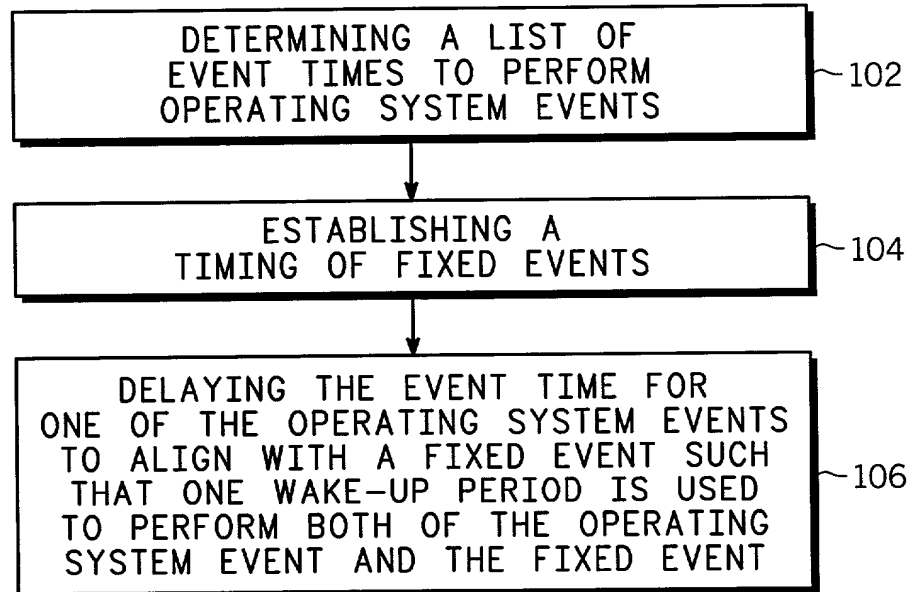 DETERMINING A LIST OF
EVENT TIMES TO PERFORM
OPERATING SYSTEM EVENTS
102
ESTABLISHING A
TIMING OF FIXED EVENTS
104
DELAYING THE EVENT TIME FOR
ONE OF THE OPERATING SYSTEM EVENTS
TO ALIGN WITH A FIXED EVENT SUCH
THAT ONE WAKE-UP PERIOD IS USED
TO PERFORM BOTH OF THE OPERATING
SYSTEM EVENT AND THE FIXED EVENT
106